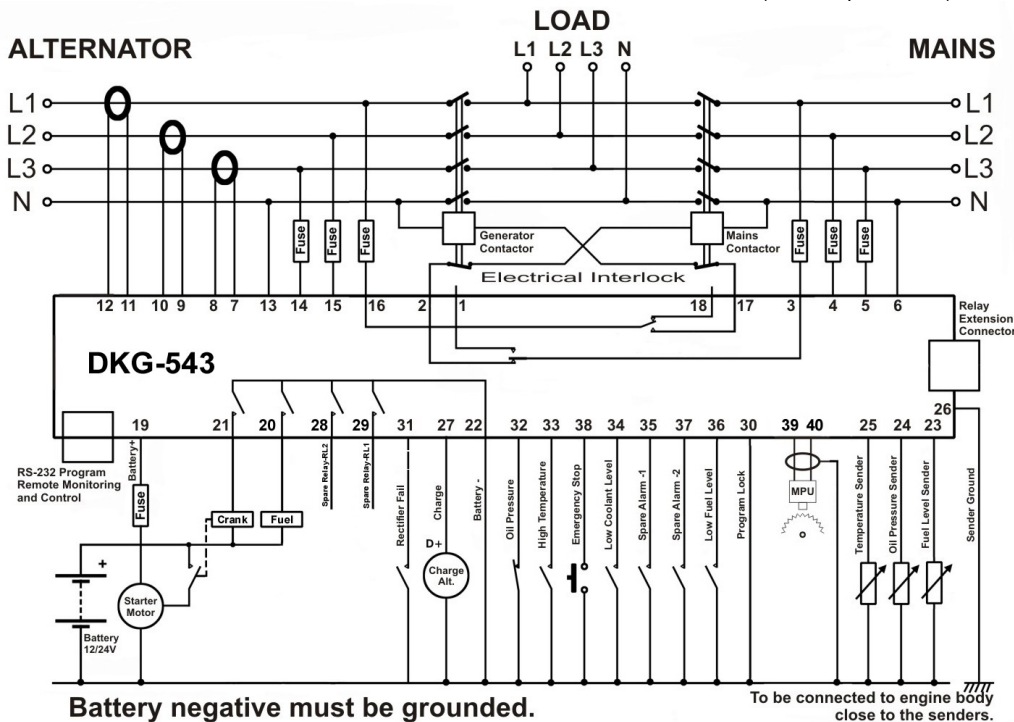 LOAD
ALTERNATOR
L1 L2 L3 N
MAINS
L1
L1
L2
L2
L3
L3
N
N
Fuse
Fuse
Fuse
Generator
Contactor
Mains
Contactor
Fuse
Fuse
Fuse
Electrical Interlock
12 11 10 9 8 7 13 14 15 16 2 1 18 17 3 4 5 6
Relay
Extension
Connector
DKG-543
26
19 21 20 28 29 31 27 22 32 33 38 34 35 37 36 30 39 40 25 24 23
RS-232 Program
Remote Monitoring
and Control
Battery+
Fuse
Crank
Fuel
Spare Relay-RL2
Spare Relay-RL1
Rectifier Fail
Charge
Battery -
Oil Pressure
High Temperature
Emergency Stop
Low Coolant Level
Spare Alarm -1
Spare Alarm -2
Low Fuel Level
Program Lock
MPU
Temperature Sender
Oil Pressure Sender
Fuel Level Sender
Sender Ground
+
D+
Charge
Alt.
Starter
Motor
Battery
12/24V
Battery negative must be grounded.
To be connected to engine body
close to the senders.